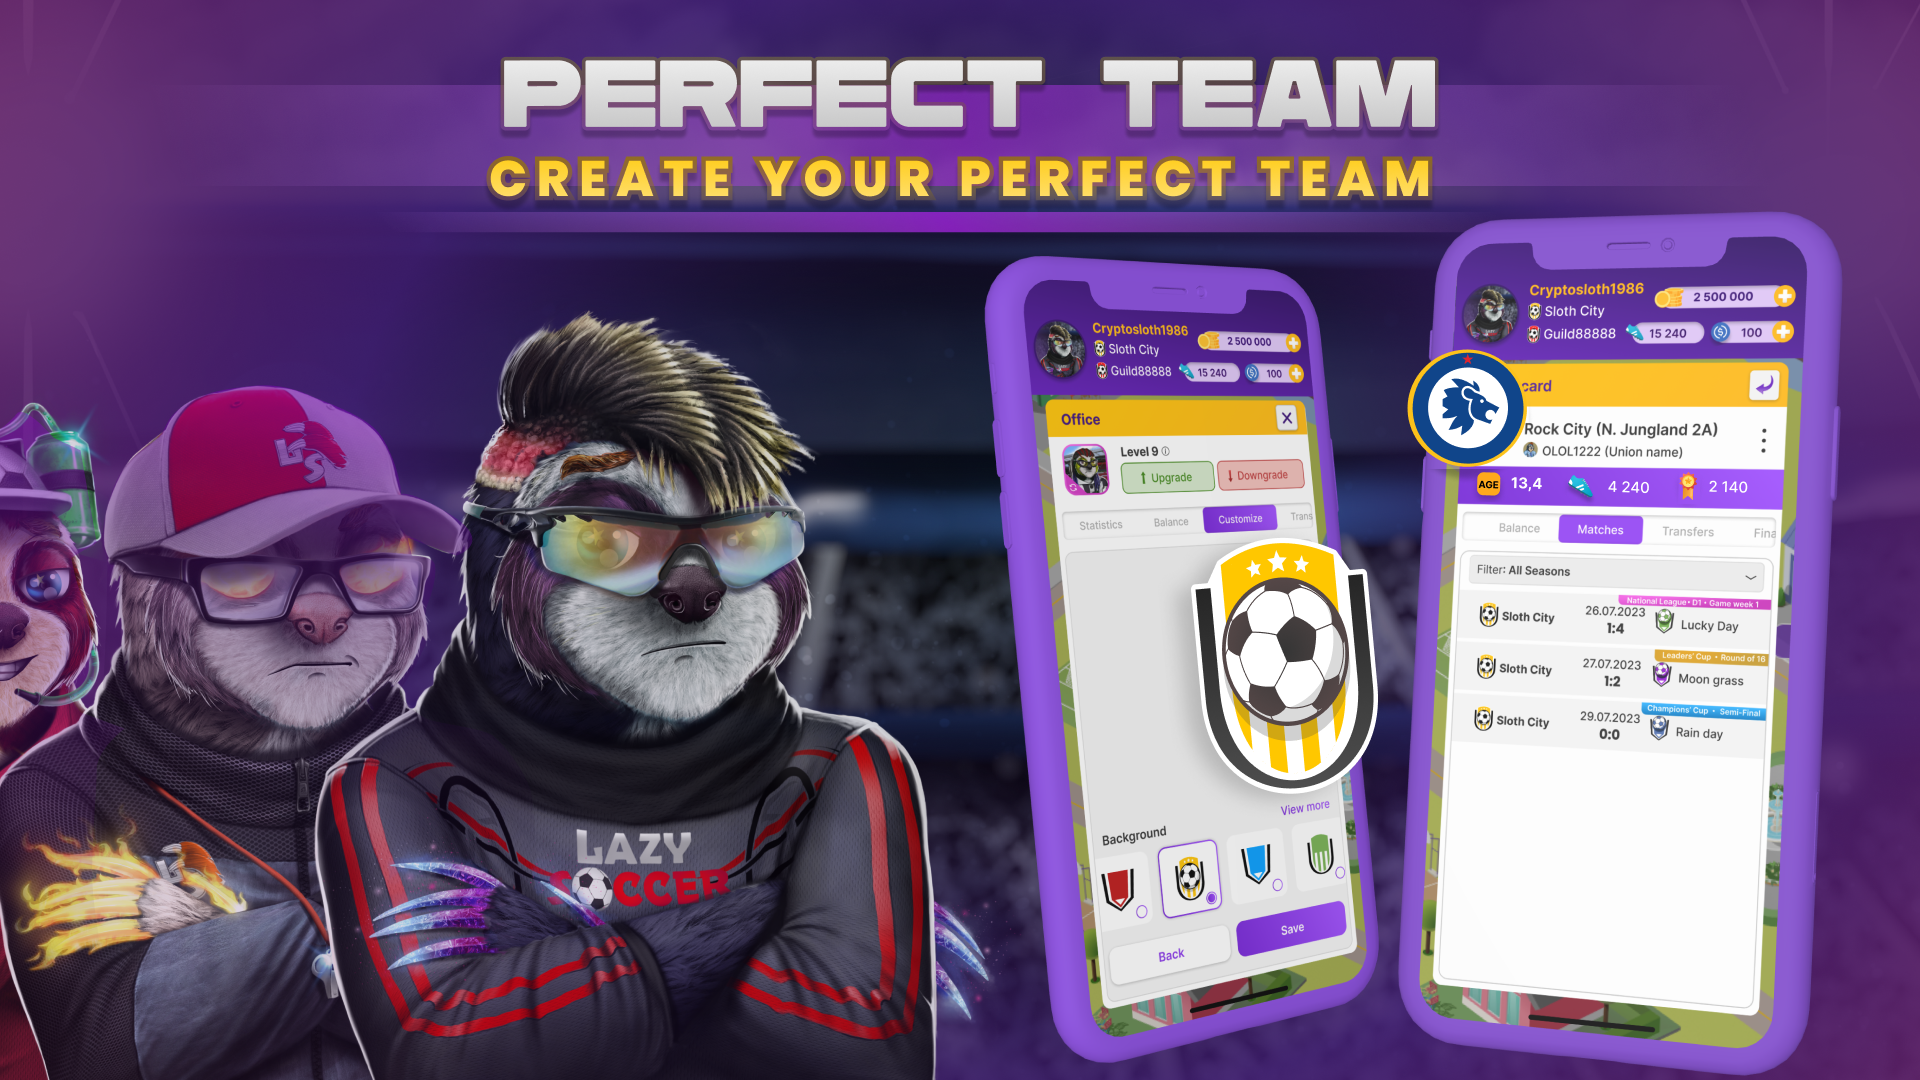 PERFECT TEAM
CREATE YOUR PERFECT TEAM
LAZY
SOCCER
Cryptosloth1986
Sloth City
Guild88888
2 500 000
15 240
100
Office
X
Level 9
Upgrade
Downgrade
Statistics
Balance
Customize
Trans
View more
Background
Back
Save
Cryptosloth1986
Sloth City
Guild88888
2 500 000
15 240
100
card
Rock City (N. Jungland 2A)
OLOL1222 (Union name)
AGE 13,4
4 240
2 140
Balance
Matches
Transfers
Fina
Filter: All Seasons
National League • D1 • Game week 1
Sloth City
26.07.2023
1:4
Lucky Day
Leaders' Cup • Round of 16
Sloth City
27.07.2023
1:2
Moon grass
Champions' Cup • Semi-Final
Sloth City
29.07.2023
0:0
Rain day